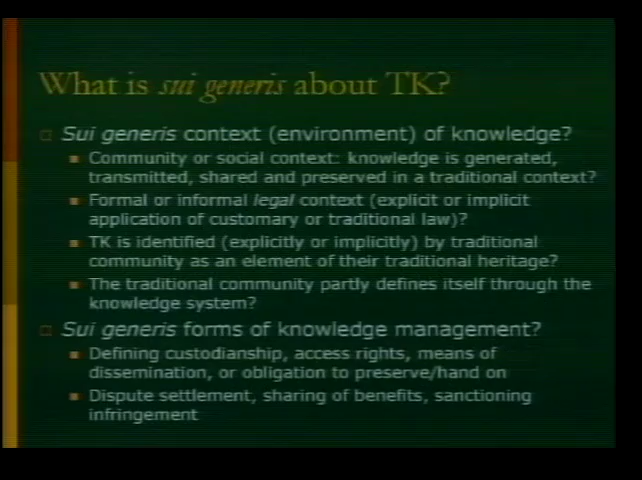 What is sui generis about TK?
Sui generis context (environment) of knowledge?
Community or social context: knowledge is generated,
transmitted, shared and preserved in a traditional context?
Formal or informal legal context (explicit or implicit
application of customary or traditional law)?
TK is identified (explicitly or implicitly) by traditional
community as an element of their traditional heritage?
The traditional community partly defines itself through the
knowledge system?
Sui generis forms of knowledge management?
Defining custodianship, access rights, means of
dissemination, or obligation to preserve/hand on
Dispute settlement, sharing of benefits, sanctioning
infringement